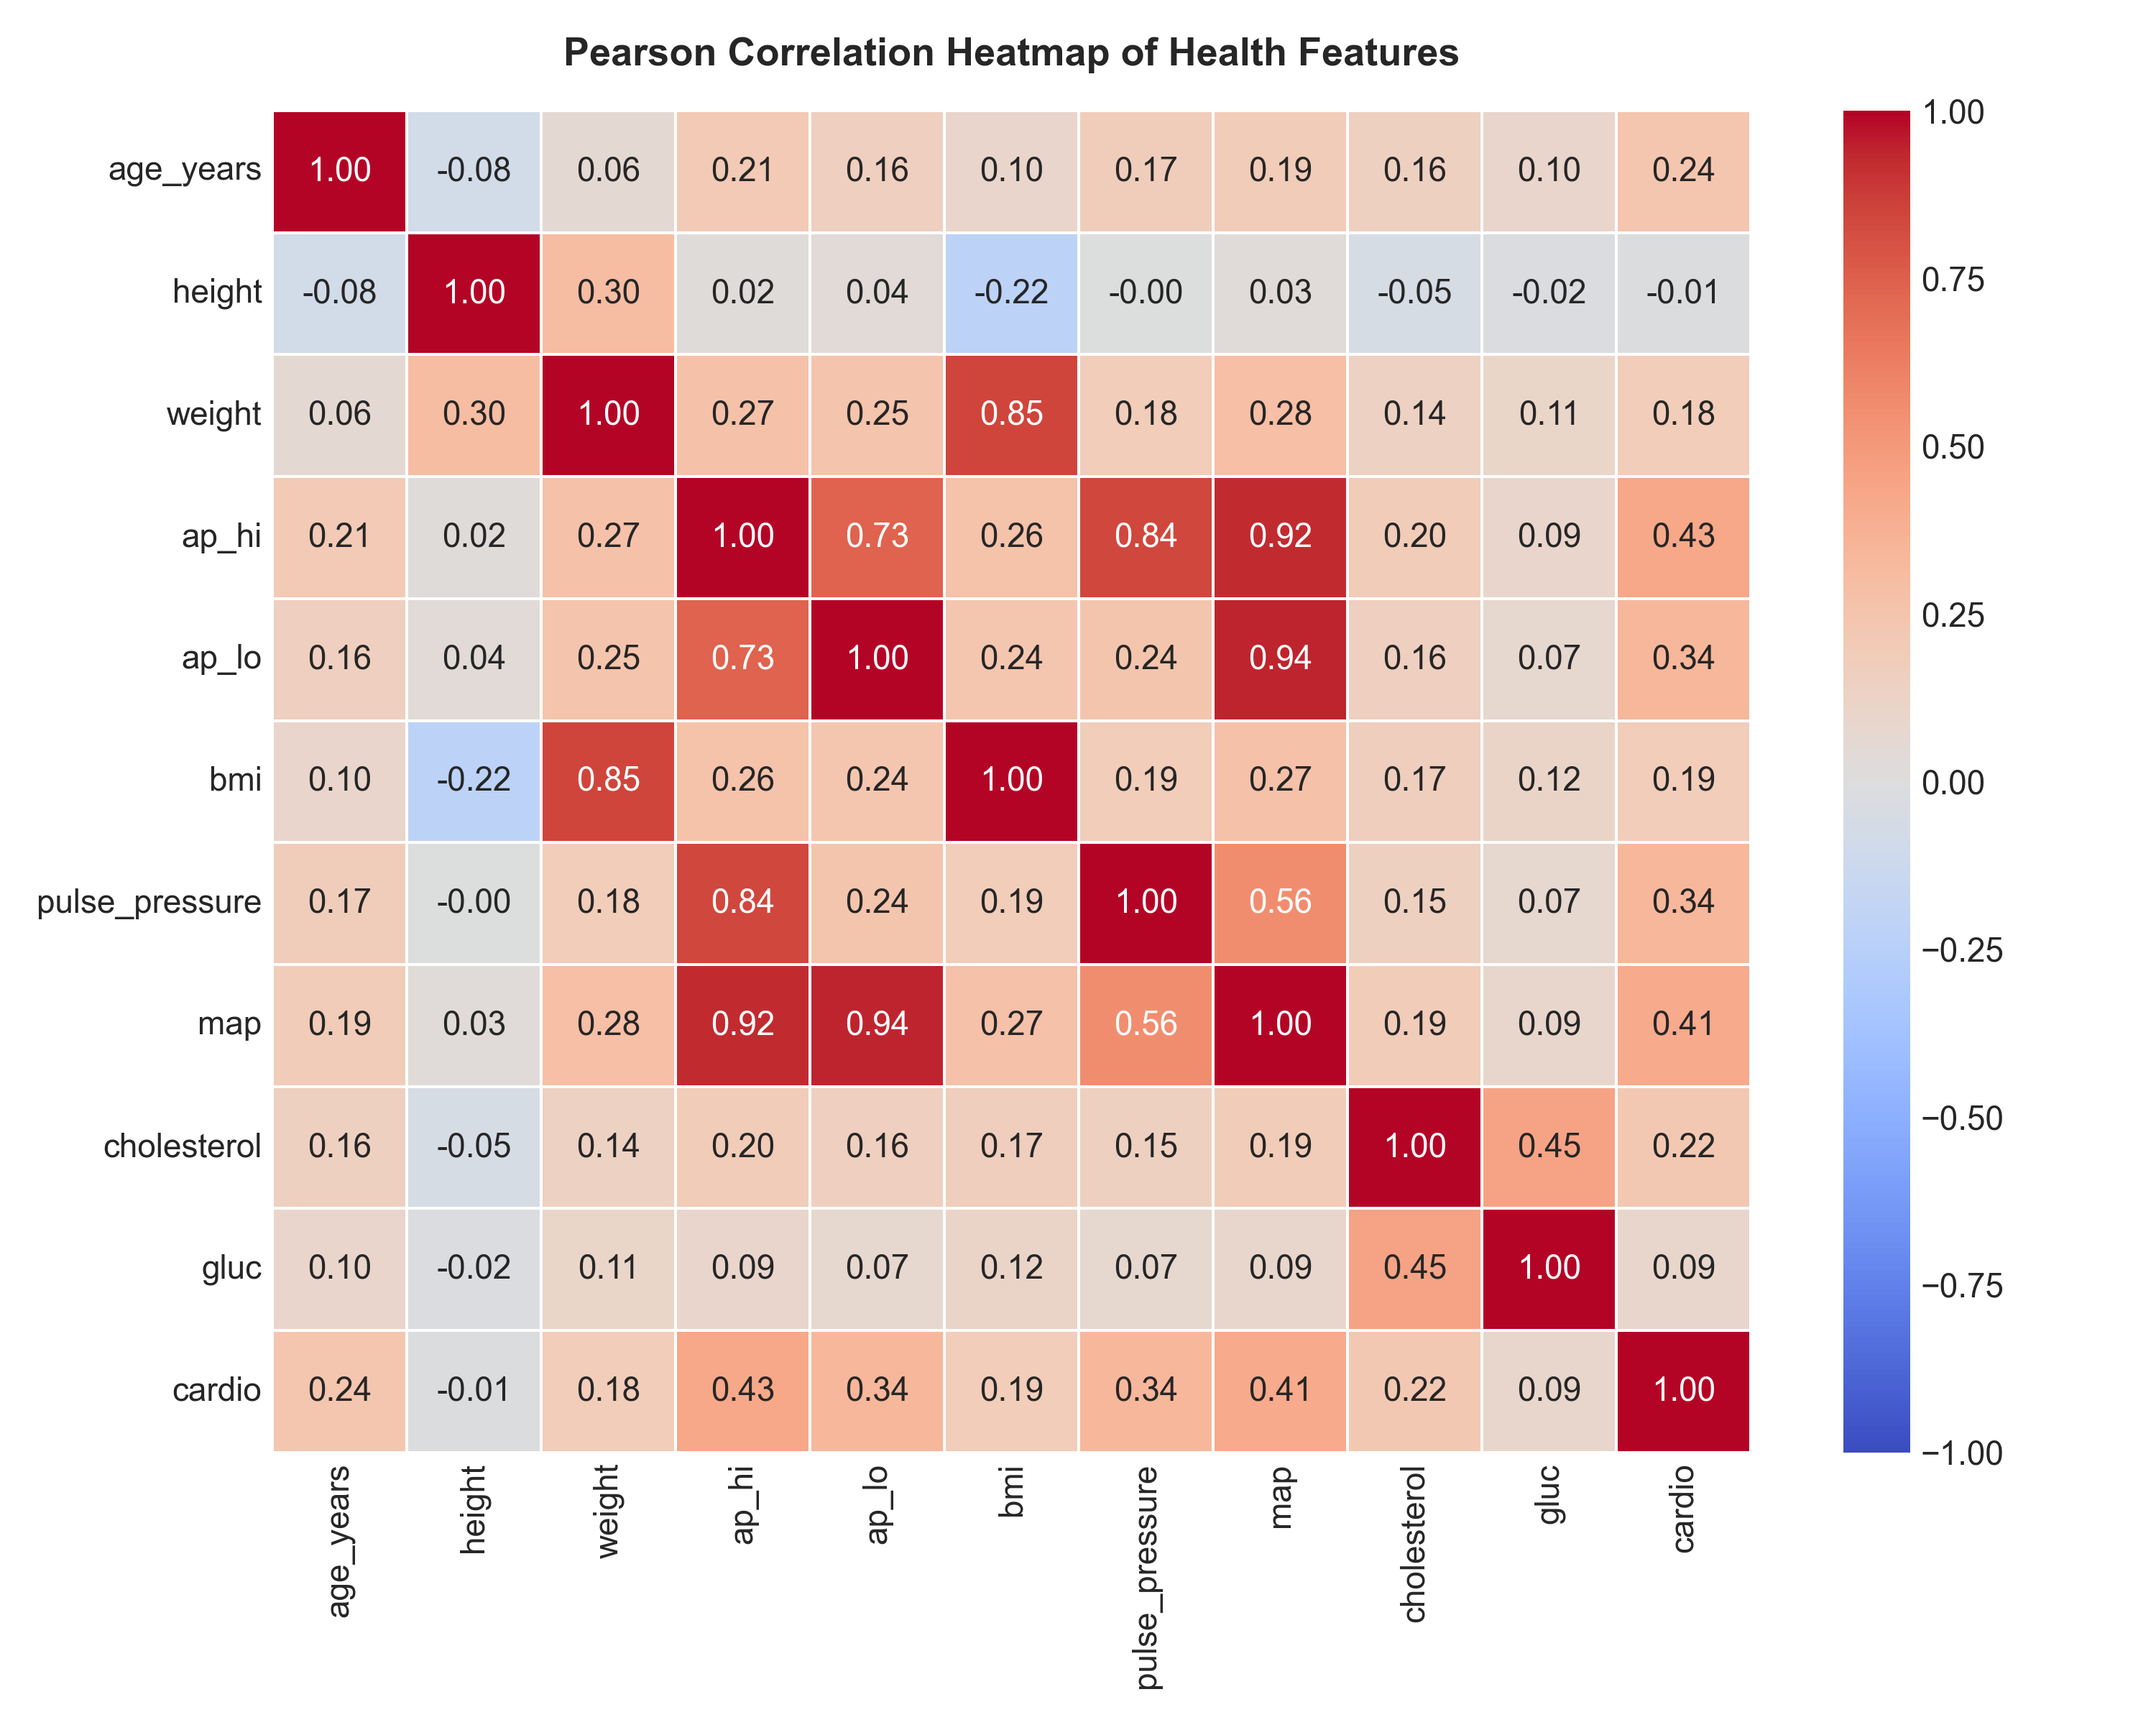 Pearson Correlation Heatmap of Health Features
age_years 1.00 -0.08 0.06 0.21 0.16 0.10 0.17 0.19 0.16 0.10 0.24
height -0.08 1.00 0.30 0.02 0.04 -0.22 -0.00 0.03 -0.05 -0.02 -0.01
weight 0.06 0.30 1.00 0.27 0.25 0.85 0.18 0.28 0.14 0.11 0.18
ap_hi 0.21 0.02 0.27 1.00 0.73 0.26 0.84 0.92 0.20 0.09 0.43
ap_lo 0.16 0.04 0.25 0.73 1.00 0.24 0.24 0.94 0.16 0.07 0.34
bmi 0.10 -0.22 0.85 0.26 0.24 1.00 0.19 0.27 0.17 0.12 0.19
pulse_pressure 0.17 -0.00 0.18 0.84 0.24 0.19 1.00 0.56 0.15 0.07 0.34
map 0.19 0.03 0.28 0.92 0.94 0.27 0.56 1.00 0.19 0.09 0.41
cholesterol 0.16 -0.05 0.14 0.20 0.16 0.17 0.15 0.19 1.00 0.45 0.22
gluc 0.10 -0.02 0.11 0.09 0.07 0.12 0.07 0.09 0.45 1.00 0.09
cardio 0.24 -0.01 0.18 0.43 0.34 0.19 0.34 0.41 0.22 0.09 1.00
age_years height weight ap_hi ap_lo bmi pulse_pressure map cholesterol gluc cardio
1.00
0.75
0.50
0.25
0.00
−0.25
−0.50
−0.75
−1.00